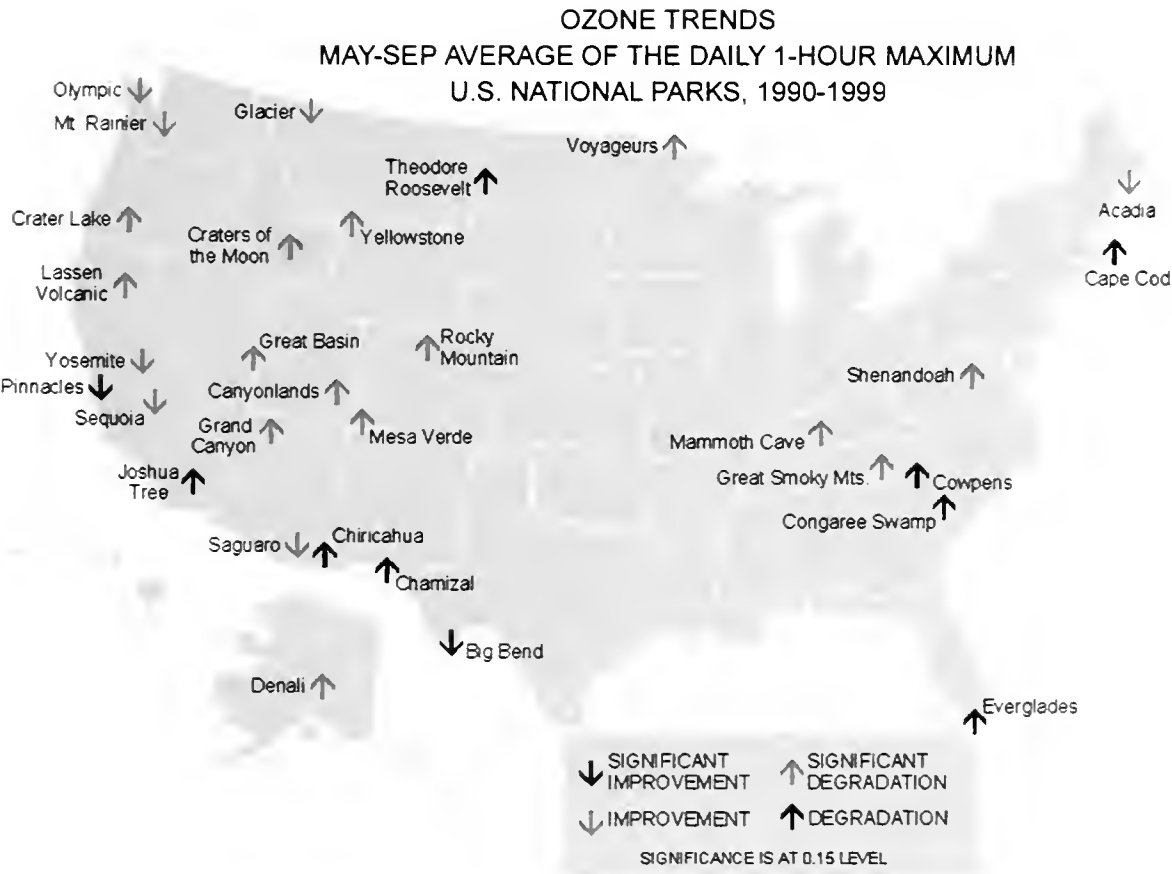 OZONE TRENDS
MAY-SEP AVERAGE OF THE DAILY 1-HOUR MAXIMUM
U.S. NATIONAL PARKS, 1990-1999
Olympic
Mt. Rainier
Glacier
Voyageurs
Theodore
Roosevelt
Acadia
Crater Lake
Craters of
the Moon
Yellowstone
Cape Cod
Lassen
Volcanic
Great Basin
Rocky
Mountain
Yosemite
Pinnacles
Sequoia
Canyonlands
Shenandoah
Grand
Canyon
Mesa Verde
Mammoth Cave
Great Smoky Mts.
Cowpens
Joshua
Tree
Congaree Swamp
Saguaro
Chiricahua
Chamizal
Big Bend
Denali
Everglades
SIGNIFICANT
IMPROVEMENT
SIGNIFICANT
DEGRADATION
IMPROVEMENT
DEGRADATION
SIGNIFICANCE IS AT 0.15 LEVEL